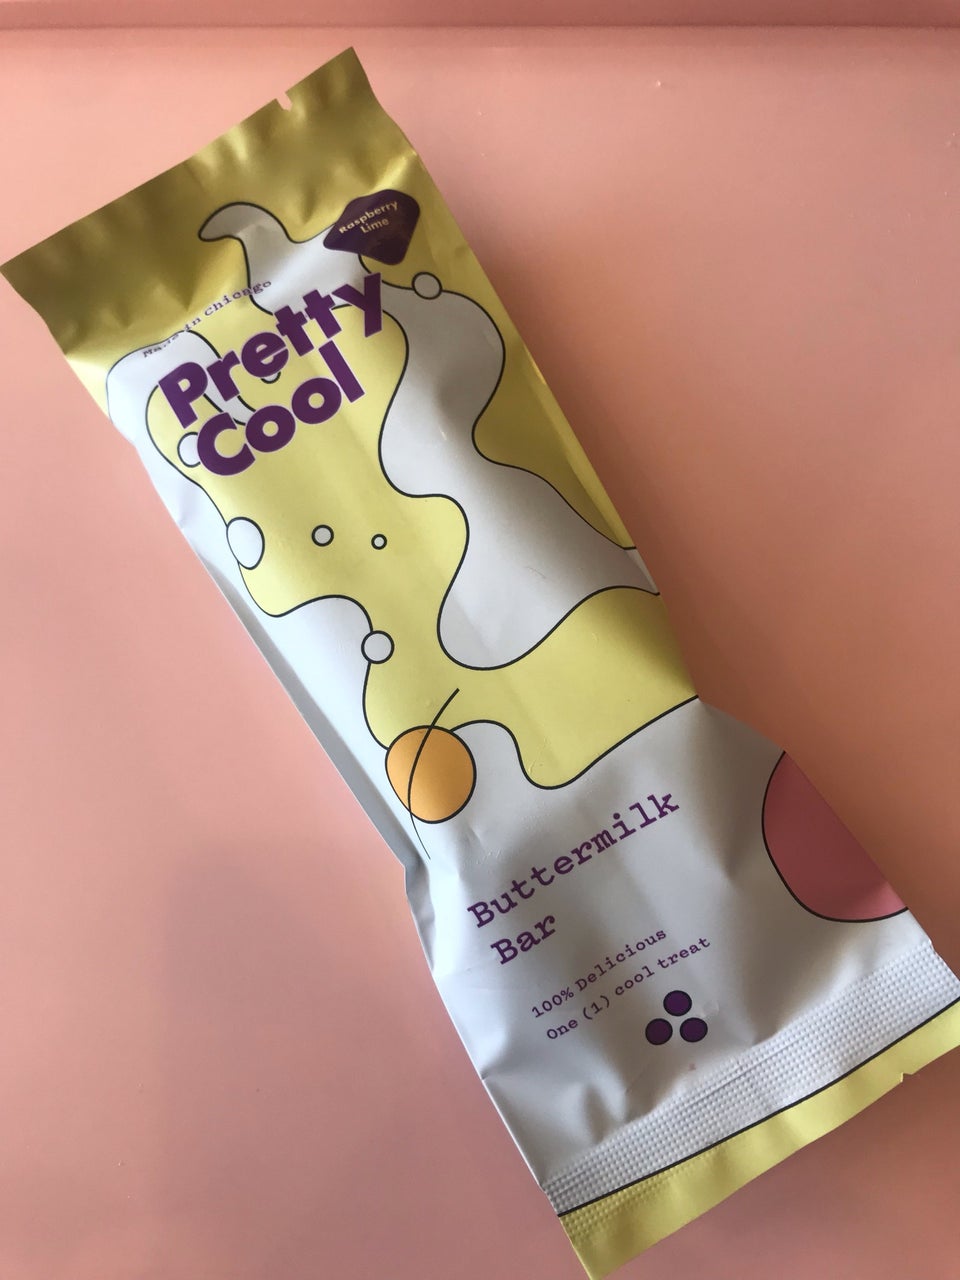 Raspberry
Lime
Made in Chicago
Pretty
Cool
Buttermilk
Bar
100% Delicious
One (1) cool treat